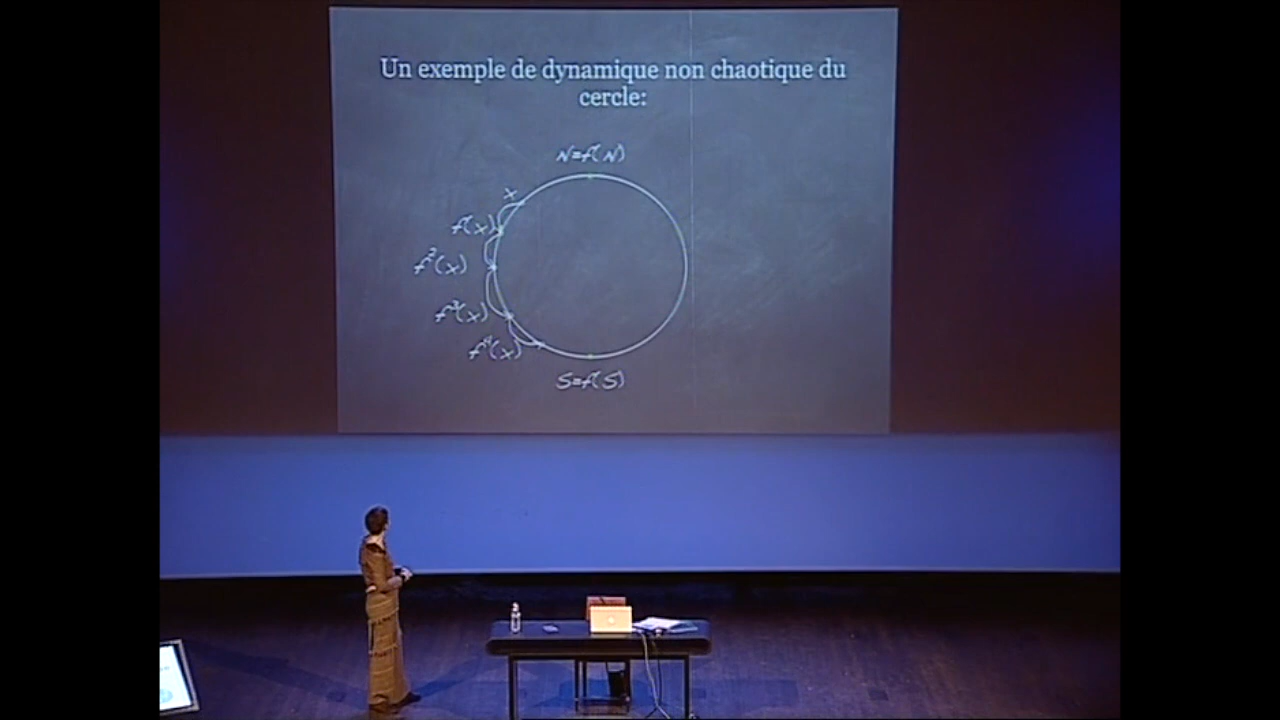 Un exemple de dynamique non chaotique du
cercle:
N=f(N)
x
f(x)
f²(x)
f³(x)
f⁴(x)
S=f(S)